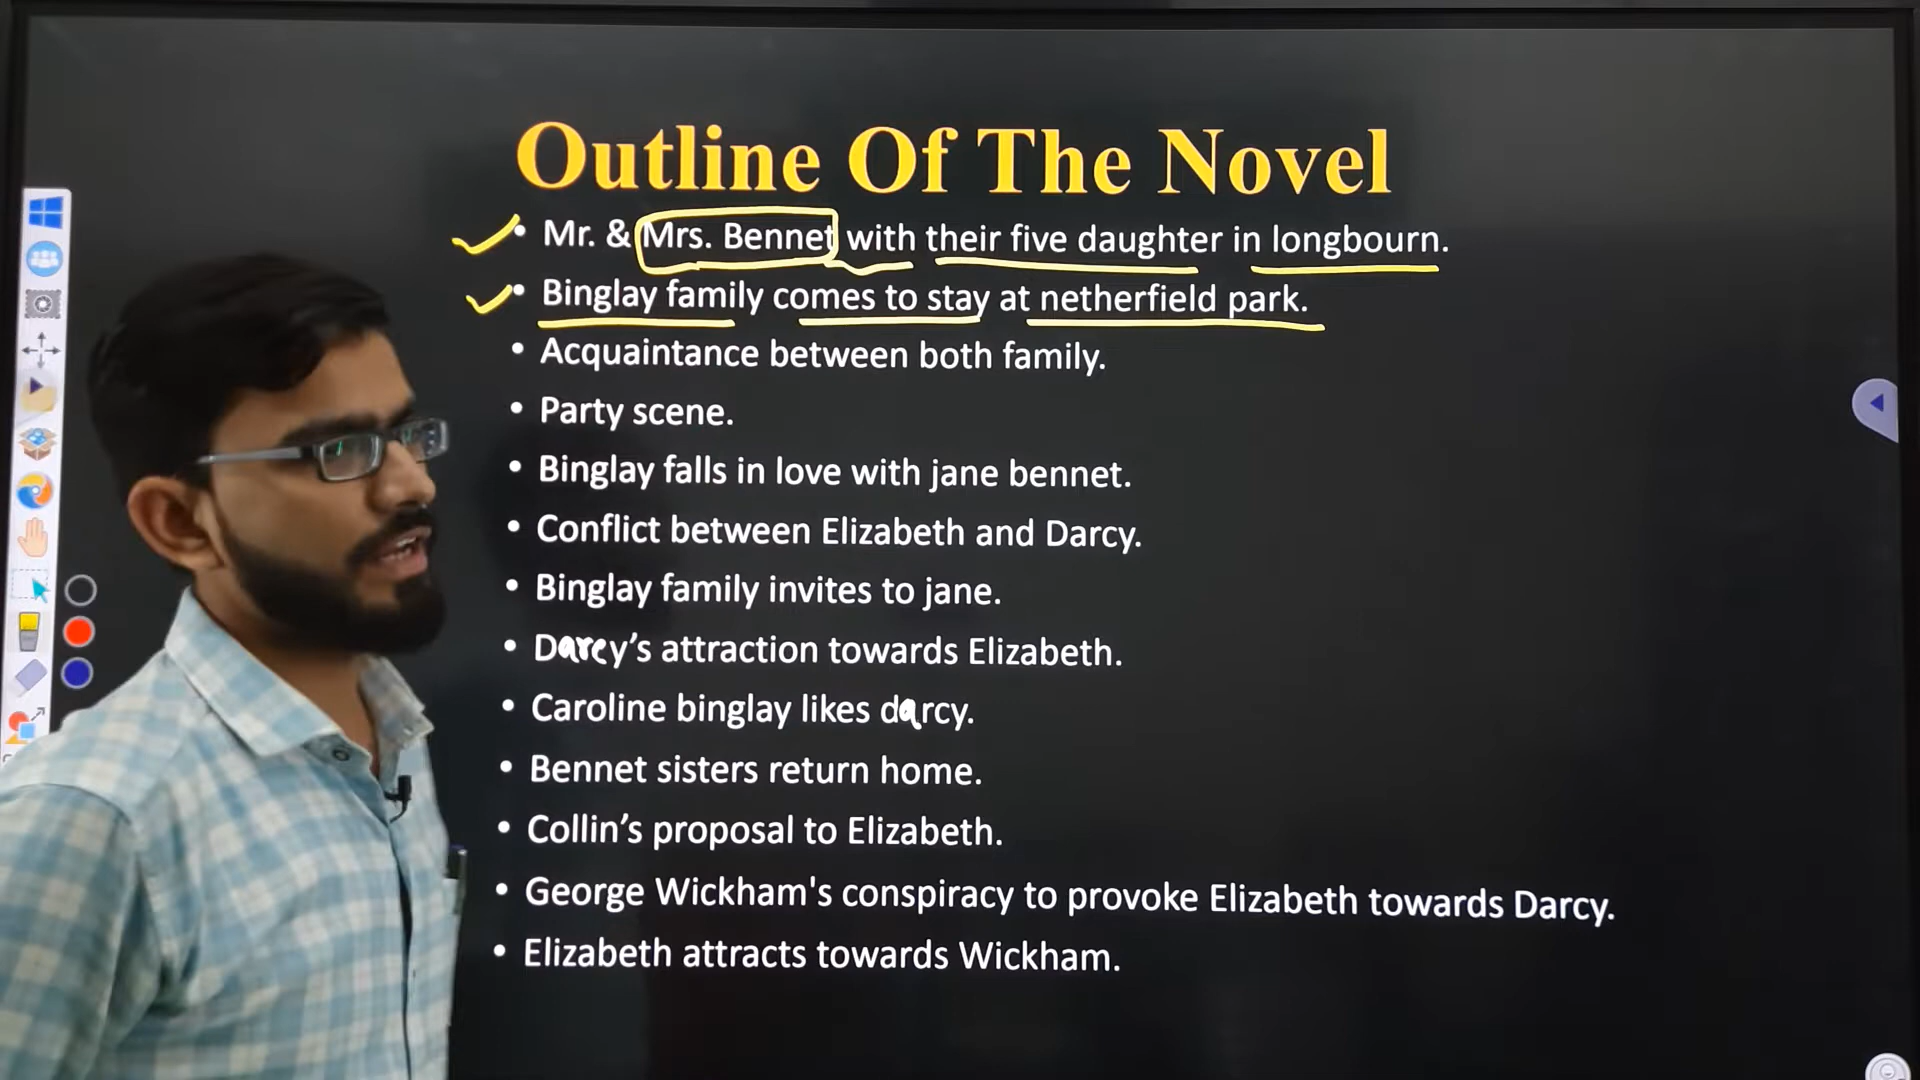 Outline Of The Novel
• Mr. & Mrs. Bennet with their five daughter in longbourn.
• Binglay family comes to stay at netherfield park.
• Acquaintance between both family.
• Party scene.
• Binglay falls in love with jane bennet.
• Conflict between Elizabeth and Darcy.
• Binglay family invites to jane.
• Darcy's attraction towards Elizabeth.
• Caroline binglay likes darcy.
• Bennet sisters return home.
• Collin's proposal to Elizabeth.
• George Wickham's conspiracy to provoke Elizabeth towards Darcy.
• Elizabeth attracts towards Wickham.